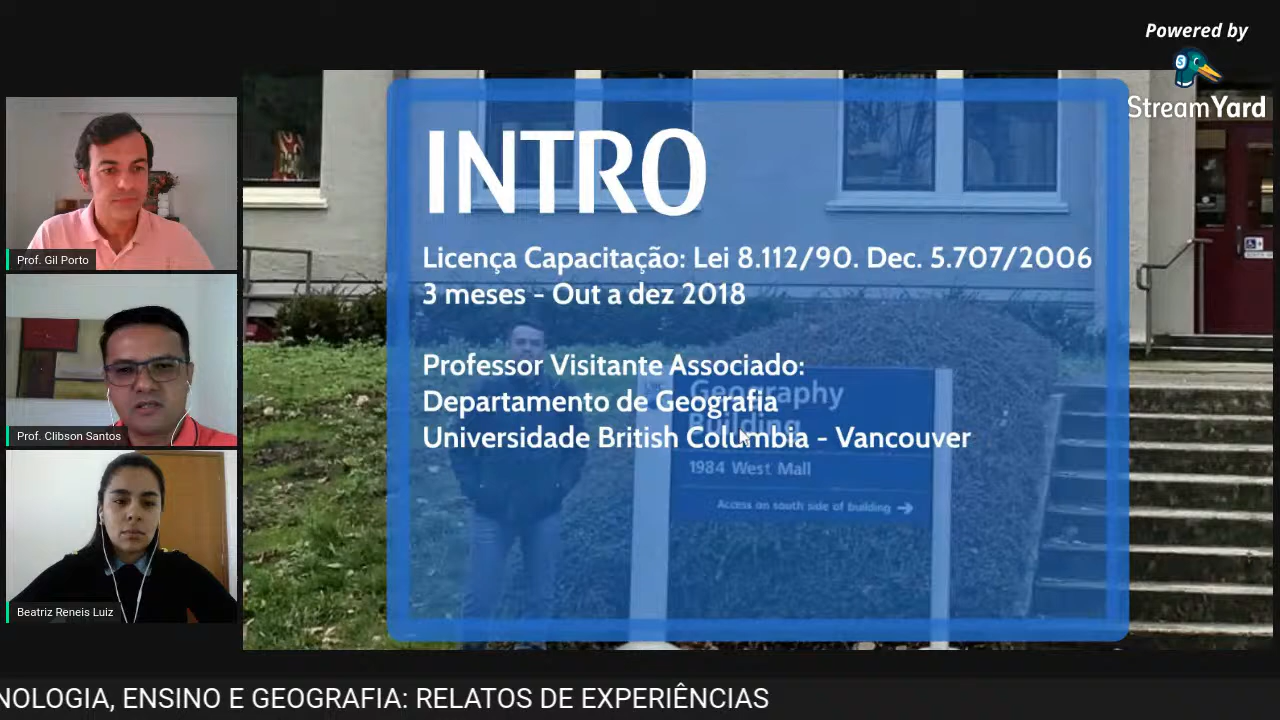 Powered by
StreamYard
INTRO
Licença Capacitação: Lei 8.112/90. Dec. 5.707/2006
3 meses - Out a dez 2018
Professor Visitante Associado:
Departamento de Geografia
Universidade British Columbia - Vancouver
Geography
Building
1984 West Mall
Access on south side of building
Prof. Gil Porto
Prof. Clibson Santos
Beatriz Reneis Luiz
NOLOGIA, ENSINO E GEOGRAFIA: RELATOS DE EXPERIÊNCIAS